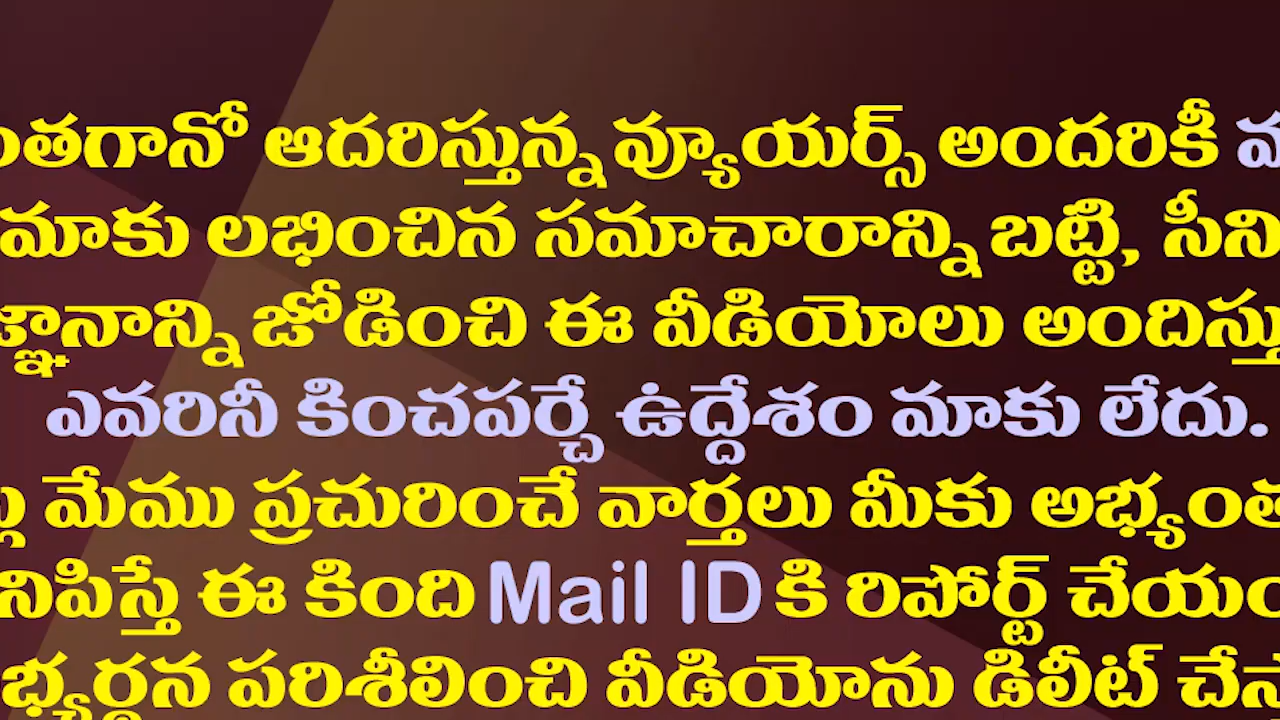 ఆదరిస్తున్న వ్యూయర్స్ అందరికీ
మాకు లభించిన సమాచారాన్ని బట్టి,
జోడించి ఈ వీడియోలు
ఎవరినీ కించపర్చే ఉద్దేశం మాకు లేదు.
మేము ప్రచురించే వార్తలు మీకు
ఈ కింది Mail ID కి రిపోర్ట్
పరిశీలించి వీడియోను డిలీట్